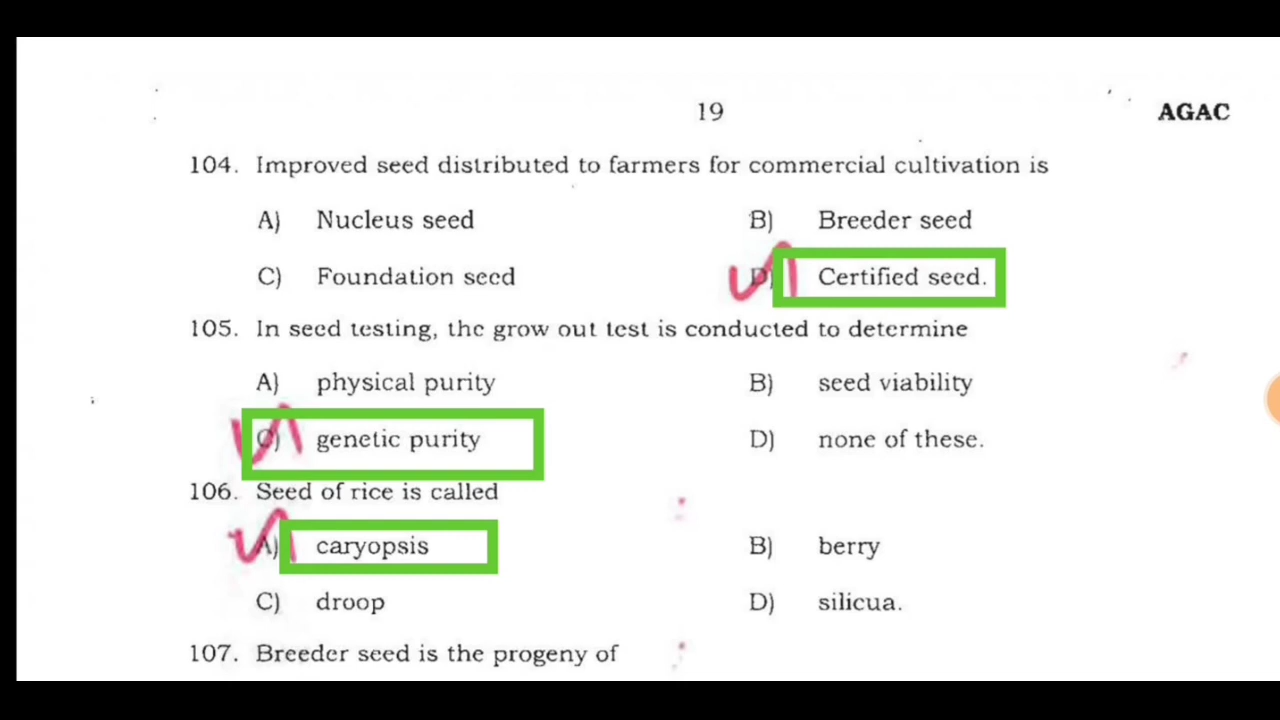 19 AGAC
104. Improved seed distributed to farmers for commercial cultivation is
A) Nucleus seed B) Breeder seed
C) Foundation seed D) Certified seed.
105. In seed testing, the grow out test is conducted to determine
A) physical purity B) seed viability
C) genetic purity D) none of these.
106. Seed of rice is called
A) caryopsis B) berry
C) droop D) silicua.
107. Breeder seed is the progeny of